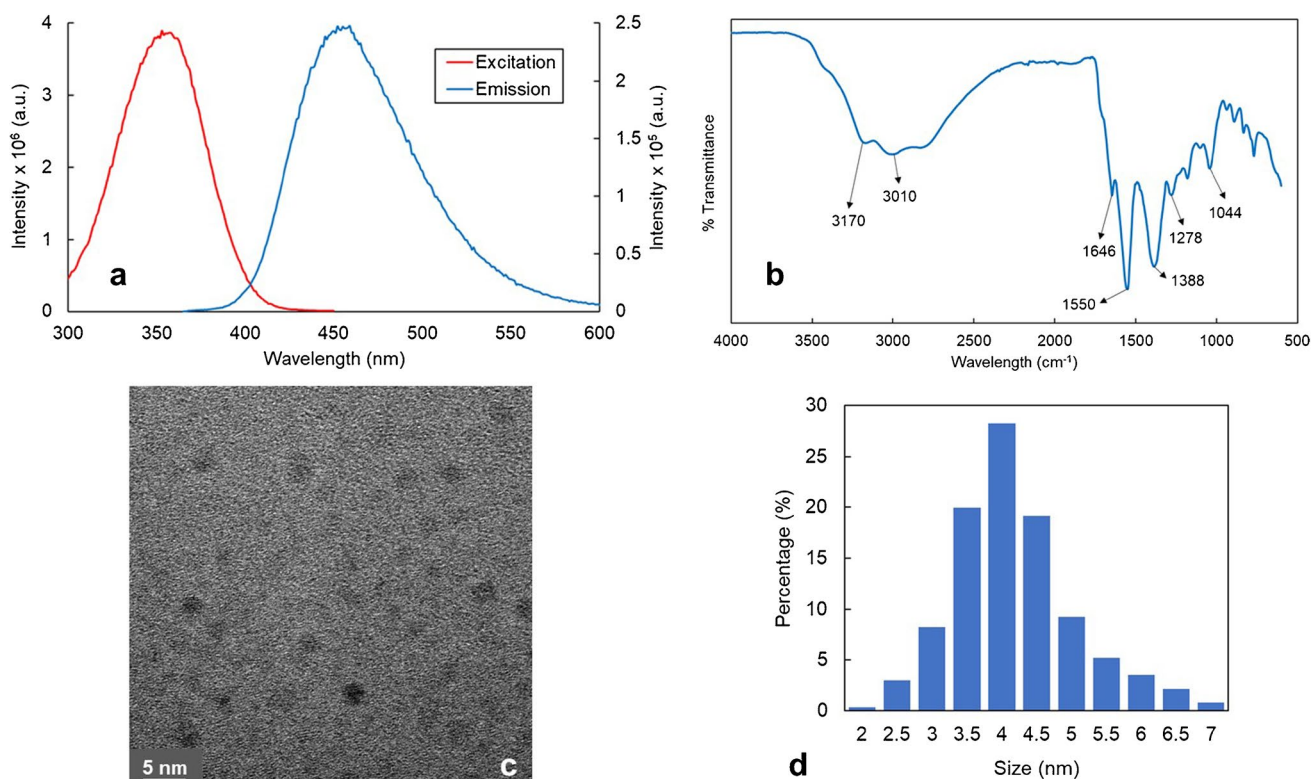 4
3
2
1
0
Intensity x 10⁶ (a.u.)
2.5
2
1.5
1
0.5
0
Intensity x 10⁵ (a.u.)
Excitation
Emission
a
300 350 400 450 500 550 600
Wavelength (nm)
% Transmittance
3170
3010
1646
1550
1388
1278
1044
b
4000 3500 3000 2500 2000 1500 1000 500
Wavelength (cm⁻¹)
5 nm
c
30
25
20
15
10
5
0
Percentage (%)
2 2.5 3 3.5 4 4.5 5 5.5 6 6.5 7
d
Size (nm)